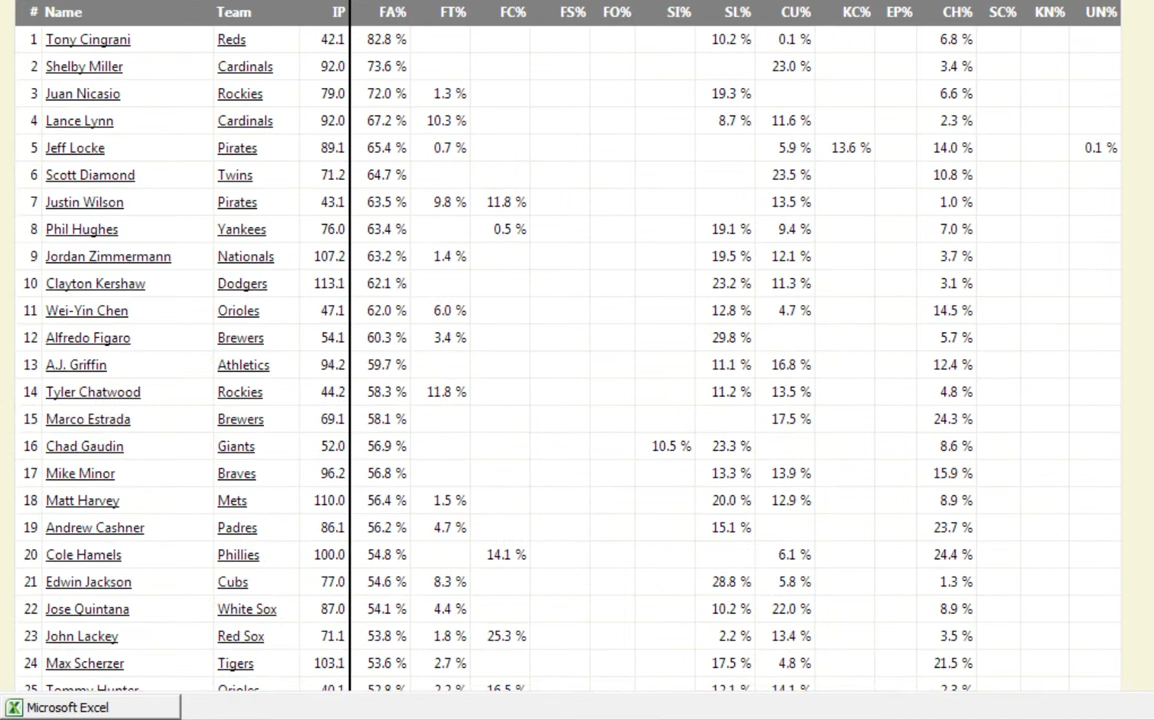 # Name Team IP FA% FT% FC% FS% FO% SI% SL% CU% KC% EP% CH% SC% KN% UN%
1 Tony Cingrani Reds 42.1 82.8 % 10.2 % 0.1 % 6.8 %
2 Shelby Miller Cardinals 92.0 73.6 % 23.0 % 3.4 %
3 Juan Nicasio Rockies 79.0 72.0 % 1.3 % 19.3 % 6.6 %
4 Lance Lynn Cardinals 92.0 67.2 % 10.3 % 8.7 % 11.6 % 2.3 %
5 Jeff Locke Pirates 89.1 65.4 % 0.7 % 5.9 % 13.6 % 14.0 % 0.1 %
6 Scott Diamond Twins 71.2 64.7 % 23.5 % 10.8 %
7 Justin Wilson Pirates 43.1 63.5 % 9.8 % 11.8 % 13.5 % 1.0 %
8 Phil Hughes Yankees 76.0 63.4 % 0.5 % 19.1 % 9.4 % 7.0 %
9 Jordan Zimmermann Nationals 107.2 63.2 % 1.4 % 19.5 % 12.1 % 3.7 %
10 Clayton Kershaw Dodgers 113.1 62.1 % 23.2 % 11.3 % 3.1 %
11 Wei-Yin Chen Orioles 47.1 62.0 % 6.0 % 12.8 % 4.7 % 14.5 %
12 Alfredo Figaro Brewers 54.1 60.3 % 3.4 % 29.8 % 5.7 %
13 A.J. Griffin Athletics 94.2 59.7 % 11.1 % 16.8 % 12.4 %
14 Tyler Chatwood Rockies 44.2 58.3 % 11.8 % 11.2 % 13.5 % 4.8 %
15 Marco Estrada Brewers 69.1 58.1 % 17.5 % 24.3 %
16 Chad Gaudin Giants 52.0 56.9 % 10.5 % 23.3 % 8.6 %
17 Mike Minor Braves 96.2 56.8 % 13.3 % 13.9 % 15.9 %
18 Matt Harvey Mets 110.0 56.4 % 1.5 % 20.0 % 12.9 % 8.9 %
19 Andrew Cashner Padres 86.1 56.2 % 4.7 % 15.1 % 23.7 %
20 Cole Hamels Phillies 100.0 54.8 % 14.1 % 6.1 % 24.4 %
21 Edwin Jackson Cubs 77.0 54.6 % 8.3 % 28.8 % 5.8 % 1.3 %
22 Jose Quintana White Sox 87.0 54.1 % 4.4 % 10.2 % 22.0 % 8.9 %
23 John Lackey Red Sox 71.1 53.8 % 1.8 % 25.3 % 2.2 % 13.4 % 3.5 %
24 Max Scherzer Tigers 103.1 53.6 % 2.7 % 17.5 % 4.8 % 21.5 %
25 Tommy Hunter Orioles 40.1 52.8 % 2.2 % 16.5 % 12.1 % 14.1 % 2.3 %
Microsoft Excel